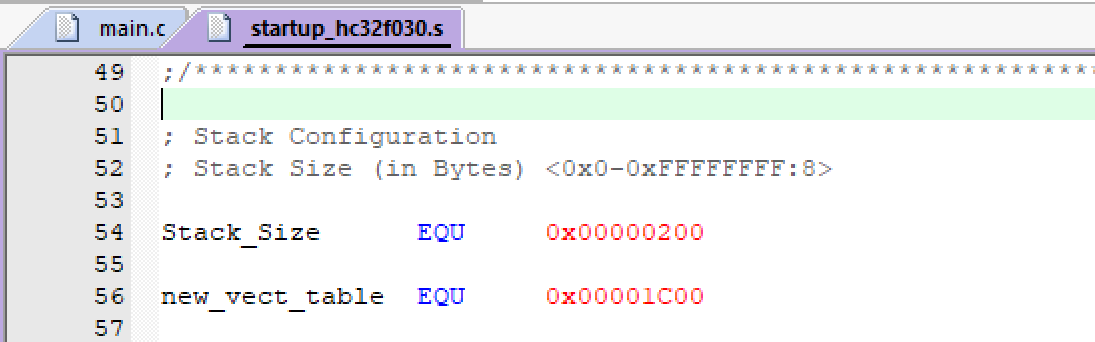 main.c startup_hc32f030.s
49 ;/*********************************************************
50
51 ; Stack Configuration
52 ; Stack Size (in Bytes) <0x0-0xFFFFFFFF:8>
53
54 Stack_Size EQU 0x00000200
55
56 new_vect_table EQU 0x00001C00
57